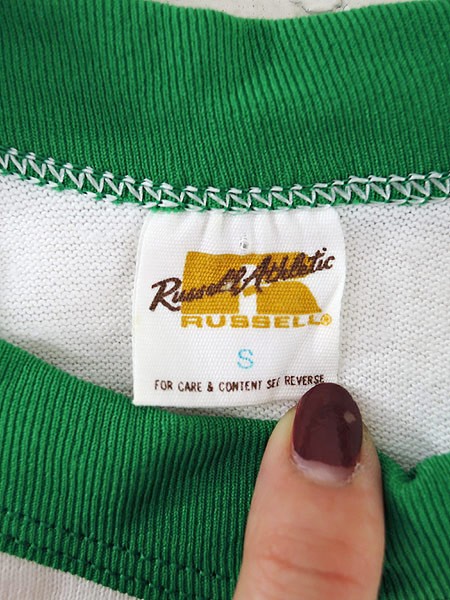 Russell Athletic
RUSSELL®
S
FOR CARE & CONTENT SEE REVERSE